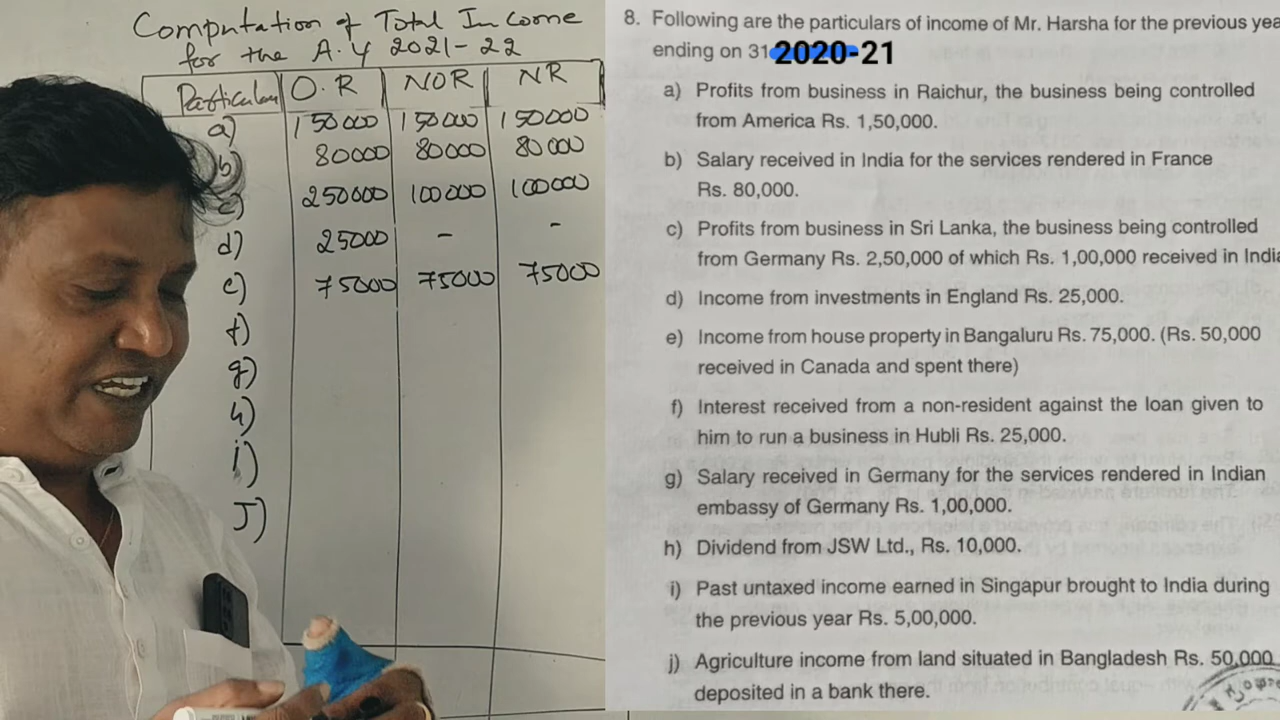 Computation of Total Income
for the A.y 2021-22
Particulars O.R NOR NR
a) 150000 150000 150000
b) 80000 80000 80000
c) 250000 100000 100000
d) 25000 - -
e) 75000 75000 75000
f)
g)
h)
i)
J)
8. Following are the particulars of income of Mr. Harsha for the previous yea
ending on 31 2020-21
a) Profits from business in Raichur, the business being controlled
from America Rs. 1,50,000.
b) Salary received in India for the services rendered in France
Rs. 80,000.
c) Profits from business in Sri Lanka, the business being controlled
from Germany Rs. 2,50,000 of which Rs. 1,00,000 received in India
d) Income from investments in England Rs. 25,000.
e) Income from house property in Bangaluru Rs. 75,000. (Rs. 50,000
received in Canada and spent there)
f) Interest received from a non-resident against the loan given to
him to run a business in Hubli Rs. 25,000.
g) Salary received in Germany for the services rendered in Indian
embassy of Germany Rs. 1,00,000.
h) Dividend from JSW Ltd., Rs. 10,000.
i) Past untaxed income earned in Singapur brought to India during
the previous year Rs. 5,00,000.
j) Agriculture income from land situated in Bangladesh Rs. 50,000
deposited in a bank there.